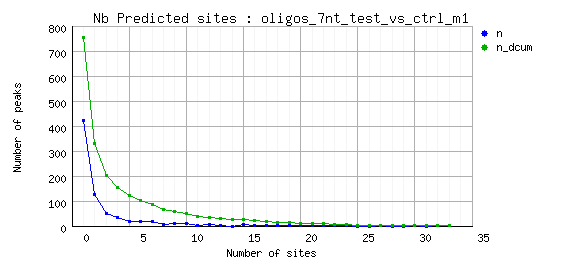 Nb Predicted sites : oligos_7nt_test_vs_ctrl_m1
800
700
600
500
400
300
200
100
0
Number of peaks
0 5 10 15 20 25 30 35
Number of sites
n
n_dcum